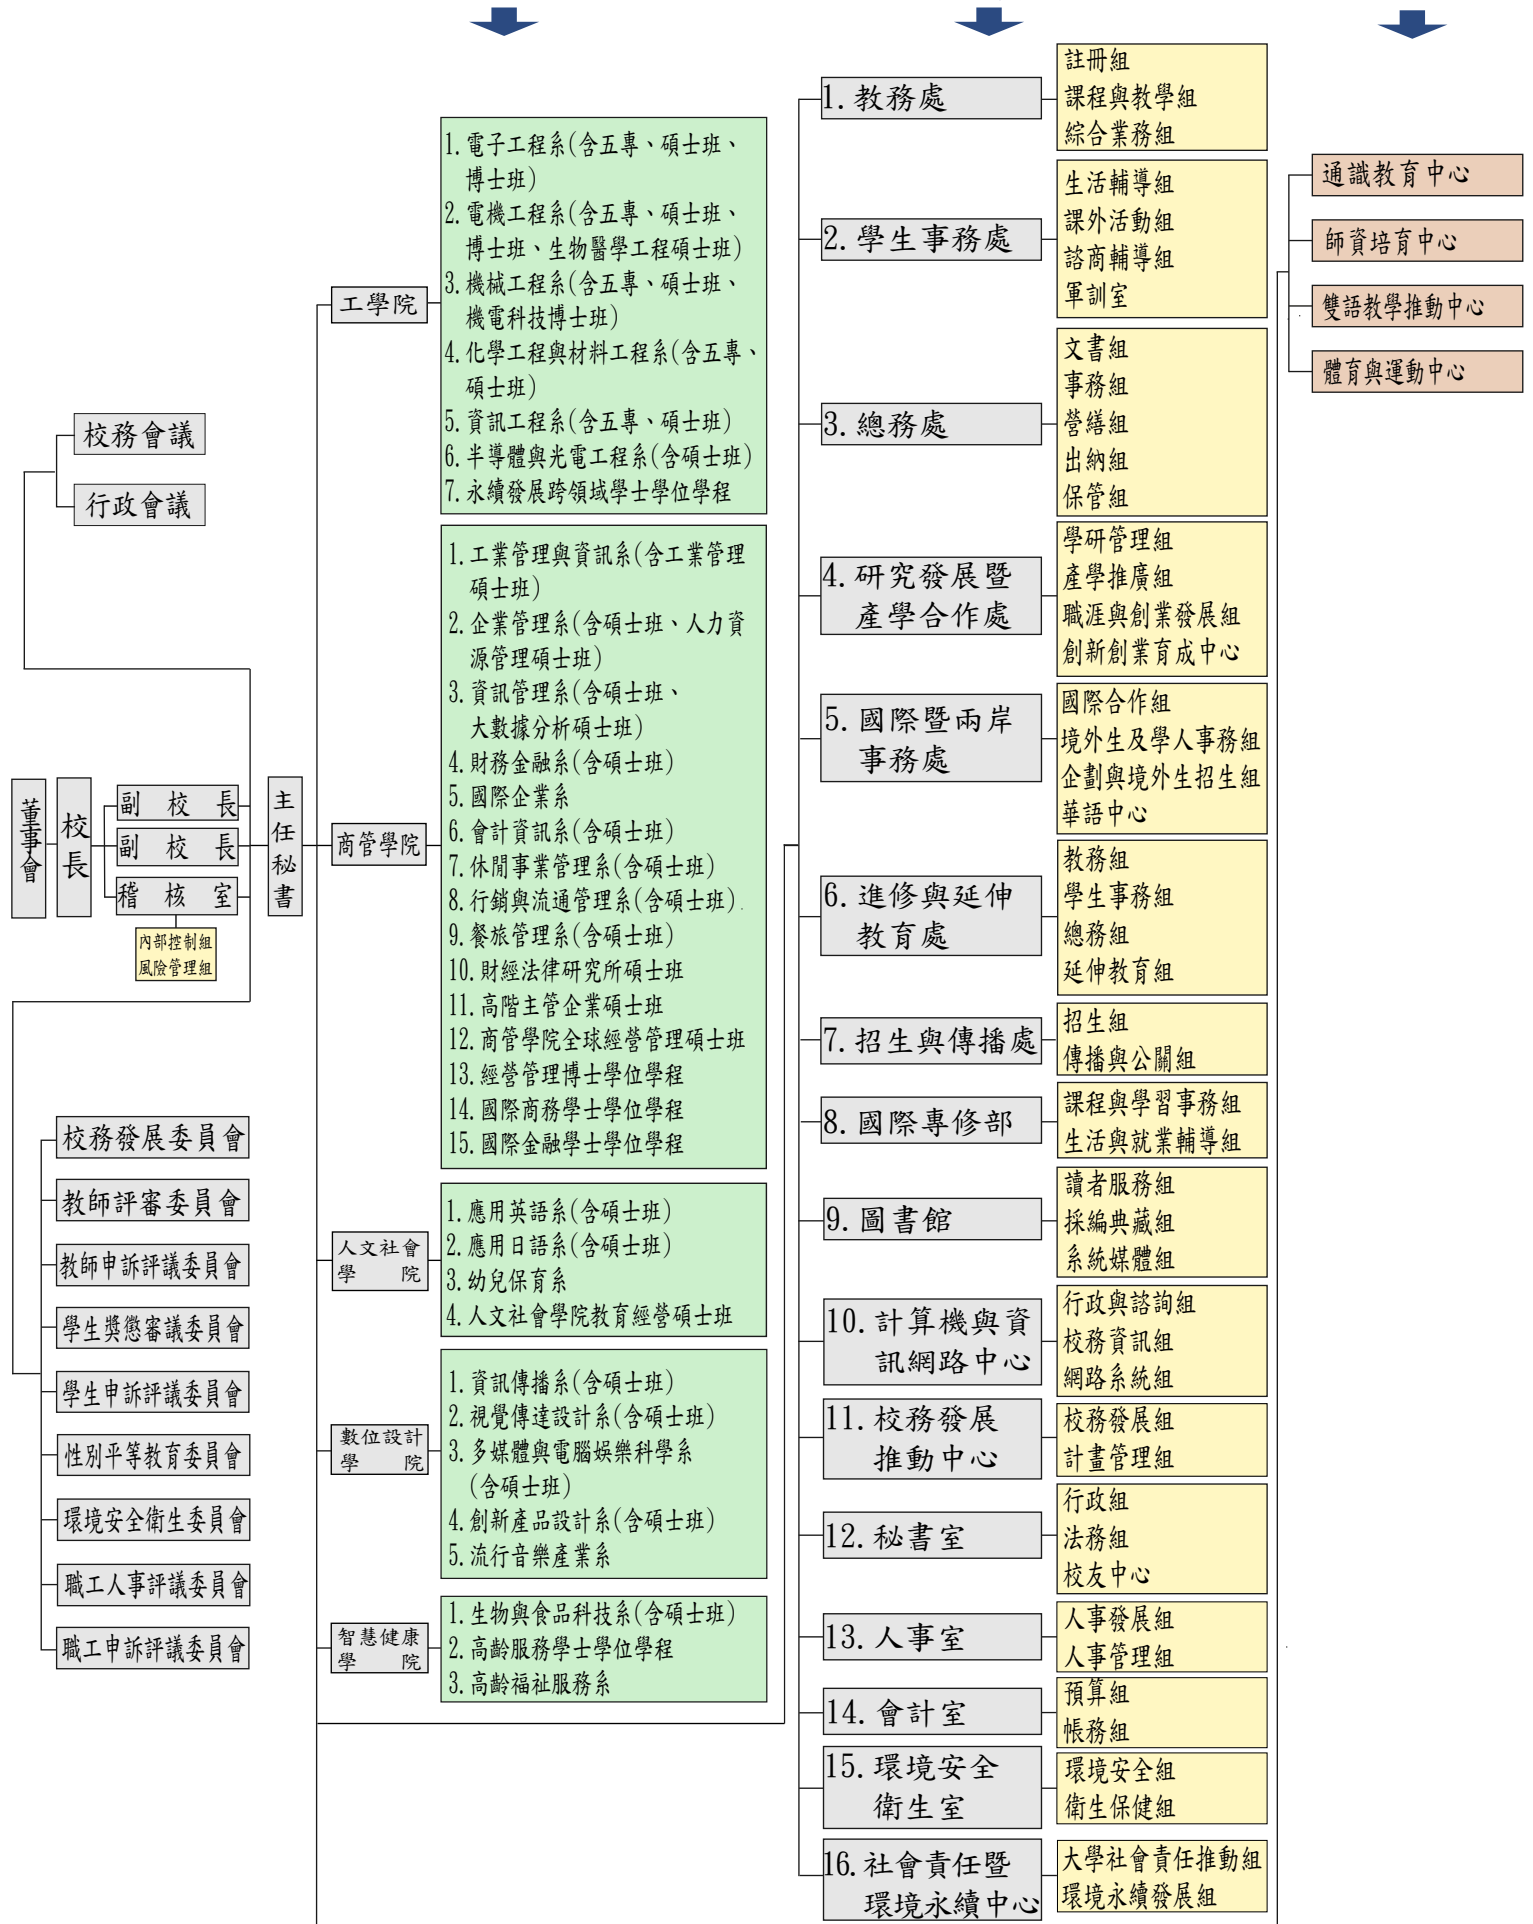 校務會議
行政會議
董事會
校長
副校長
副校長
稽核室
內部控制組
風險管理組
主任秘書
校務發展委員會
教師評審委員會
教師申訴評議委員會
學生獎懲審議委員會
學生申訴評議委員會
性別平等教育委員會
環境安全衛生委員會
職工人事評議委員會
職工申訴評議委員會
工學院
1.電子工程系(含五專、碩士班、
博士班)
2.電機工程系(含五專、碩士班、
博士班、生物醫學工程碩士班)
3.機械工程系(含五專、碩士班、
機電科技博士班)
4.化學工程與材料工程系(含五專、
碩士班)
5.資訊工程系(含五專、碩士班)
6.半導體與光電工程系(含碩士班)
7.永續發展跨領域學士學位學程
商管學院
1.工業管理與資訊系(含工業管理
碩士班)
2.企業管理系(含碩士班、人力資
源管理碩士班)
3.資訊管理系(含碩士班、
大數據分析碩士班)
4.財務金融系(含碩士班)
5.國際企業系
6.會計資訊系(含碩士班)
7.休閒事業管理系(含碩士班)
8.行銷與流通管理系(含碩士班)
9.餐旅管理系(含碩士班)
10.財經法律研究所碩士班
11.高階主管企業碩士班
12.商管學院全球經營管理碩士班
13.經營管理博士學位學程
14.國際商務學士學位學程
15.國際金融學士學位學程
人文社會
學院
1.應用英語系(含碩士班)
2.應用日語系(含碩士班)
3.幼兒保育系
4.人文社會學院教育經營碩士班
數位設計
學院
1.資訊傳播系(含碩士班)
2.視覺傳達設計系(含碩士班)
3.多媒體與電腦娛樂科學系
(含碩士班)
4.創新產品設計系(含碩士班)
5.流行音樂產業系
智慧健康
學院
1.生物與食品科技系(含碩士班)
2.高齡服務學士學位學程
3.高齡福祉服務系
1.教務處
註冊組
課程與教學組
綜合業務組
2.學生事務處
生活輔導組
課外活動組
諮商輔導組
軍訓室
3.總務處
文書組
事務組
營繕組
出納組
保管組
4.研究發展暨
產學合作處
學研管理組
產學推廣組
職涯與創業發展組
創新創業育成中心
5.國際暨兩岸
事務處
國際合作組
境外生及學人事務組
企劃與境外生招生組
華語中心
6.進修與延伸
教育處
教務組
學生事務組
總務組
延伸教育組
7.招生與傳播處
招生組
傳播與公關組
8.國際專修部
課程與學習事務組
生活與就業輔導組
9.圖書館
讀者服務組
採編典藏組
系統媒體組
10.計算機與資
訊網路中心
行政與諮詢組
校務資訊組
網路系統組
11.校務發展
推動中心
校務發展組
計畫管理組
12.秘書室
行政組
法務組
校友中心
13.人事室
人事發展組
人事管理組
14.會計室
預算組
帳務組
15.環境安全
衛生室
環境安全組
衛生保健組
16.社會責任暨
環境永續中心
大學社會責任推動組
環境永續發展組
通識教育中心
師資培育中心
雙語教學推動中心
體育與運動中心